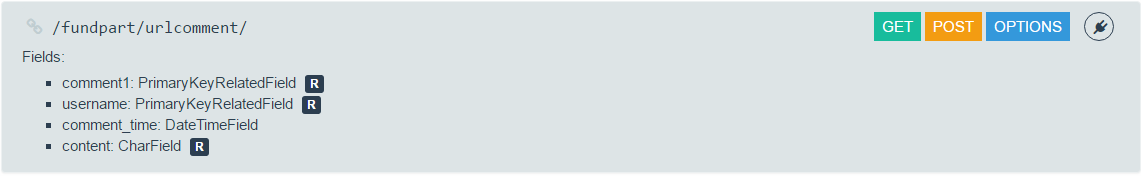 /fundpart/urlcomment/ GET POST OPTIONS
Fields:
comment1: PrimaryKeyRelatedField R
username: PrimaryKeyRelatedField R
comment_time: DateTimeField
content: CharField R